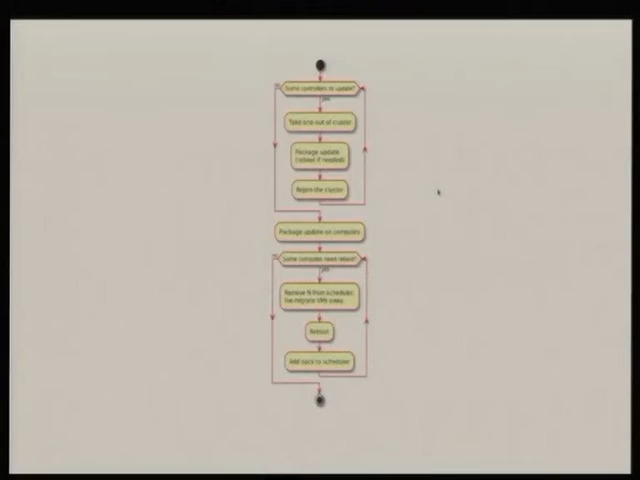 Some controllers to update?
yes
Take one out of cluster
Package update
(reboot if needed)
Rejoin the cluster
Package update on computes
Some computes need reboot?
yes
Remove N from scheduler,
live migrate VMs away
Reboot
Add back to scheduler